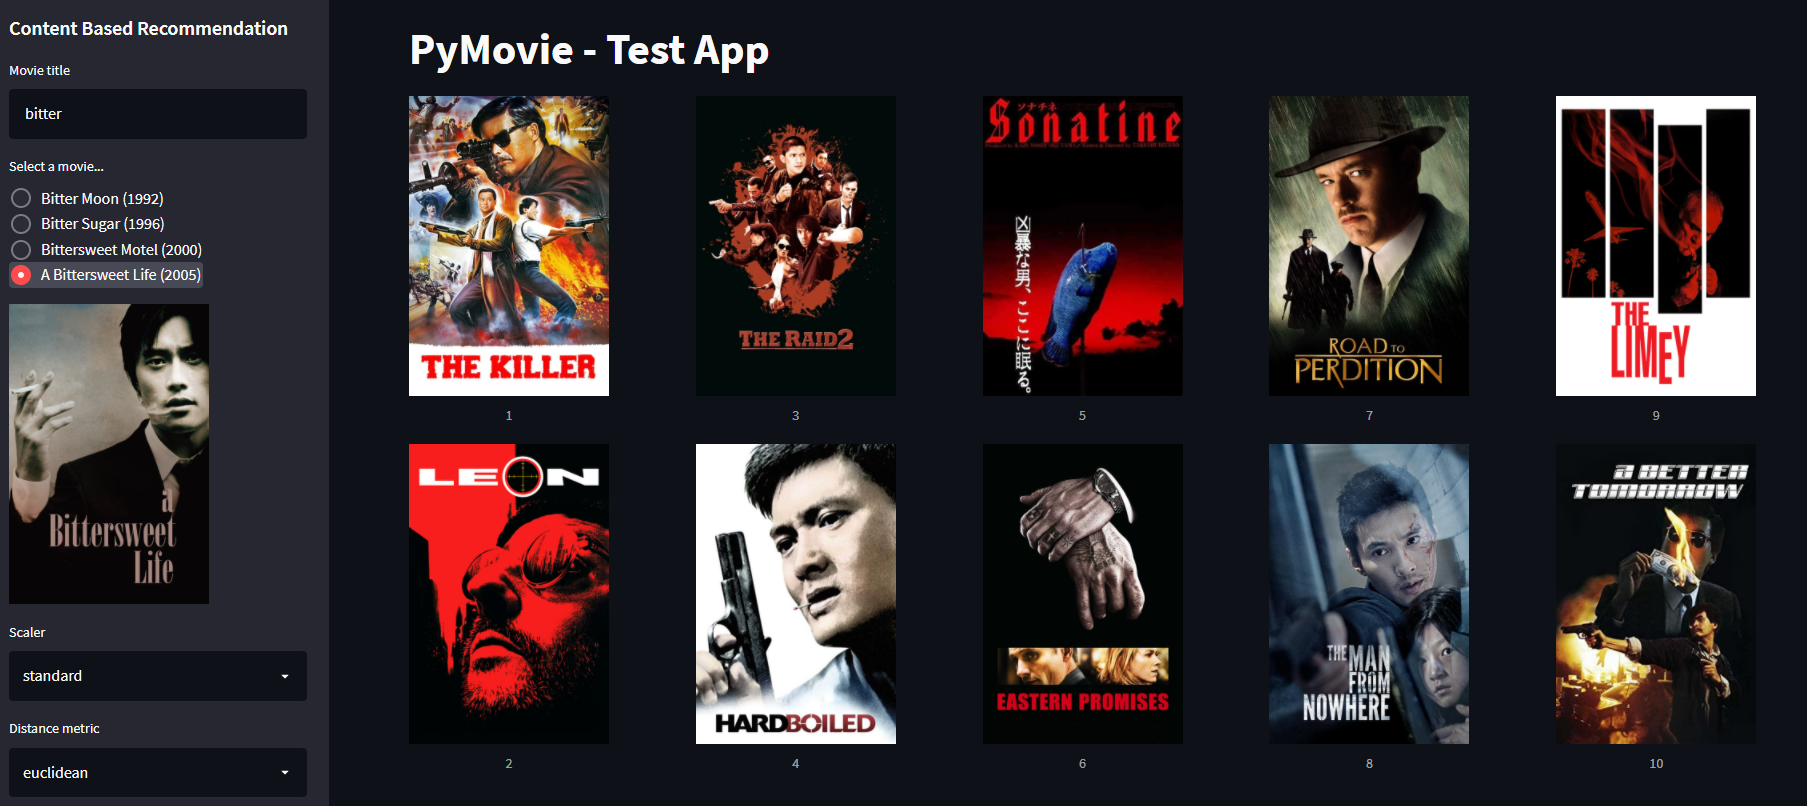 Content Based Recommendation
Movie title
bitter
Select a movie...
Bitter Moon (1992)
Bitter Sugar (1996)
Bittersweet Motel (2000)
A Bittersweet Life (2005)
a
Bittersweet
Life
Scaler
standard
Distance metric
euclidean
PyMovie - Test App
THE KILLER
1
THE RAID 2
3
ソナチネ
Sonatine
凶暴な男、ここに眠る。
5
ROAD TO
PERDITION
7
THE
LIMEY
9
LEON
2
HARDBOILED
4
EASTERN PROMISES
6
THE MAN
FROM
NOWHERE
8
A BETTER
TOMORROW
10